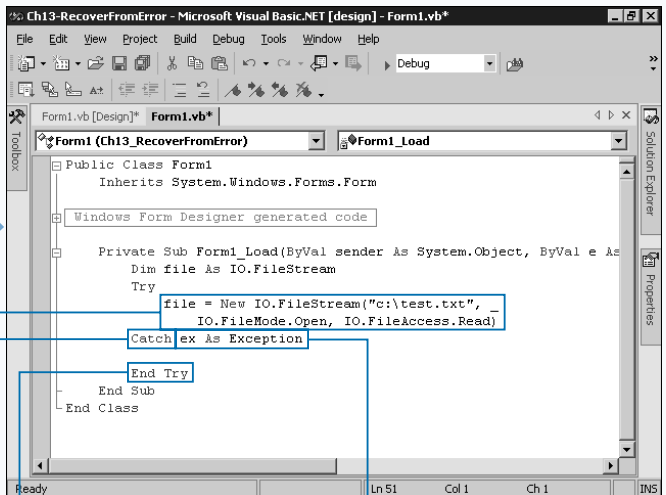 Ch13-RecoverFromError - Microsoft Visual Basic.NET [design] - Form1.vb*
File Edit View Project Build Debug Tools Window Help
Debug
Form1.vb [Design]* Form1.vb*
Form1 (Ch13_RecoverFromError) Form1_Load
Toolbox
Solution Explorer
Properties
Public Class Form1
Inherits System.Windows.Forms.Form
Windows Form Designer generated code
Private Sub Form1_Load(ByVal sender As System.Object, ByVal e As
Dim file As IO.FileStream
Try
file = New IO.FileStream("c:\test.txt", _
IO.FileMode.Open, IO.FileAccess.Read)
Catch ex As Exception
End Try
End Sub
End Class
Ready Ln 51 Col 1 Ch 1 INS